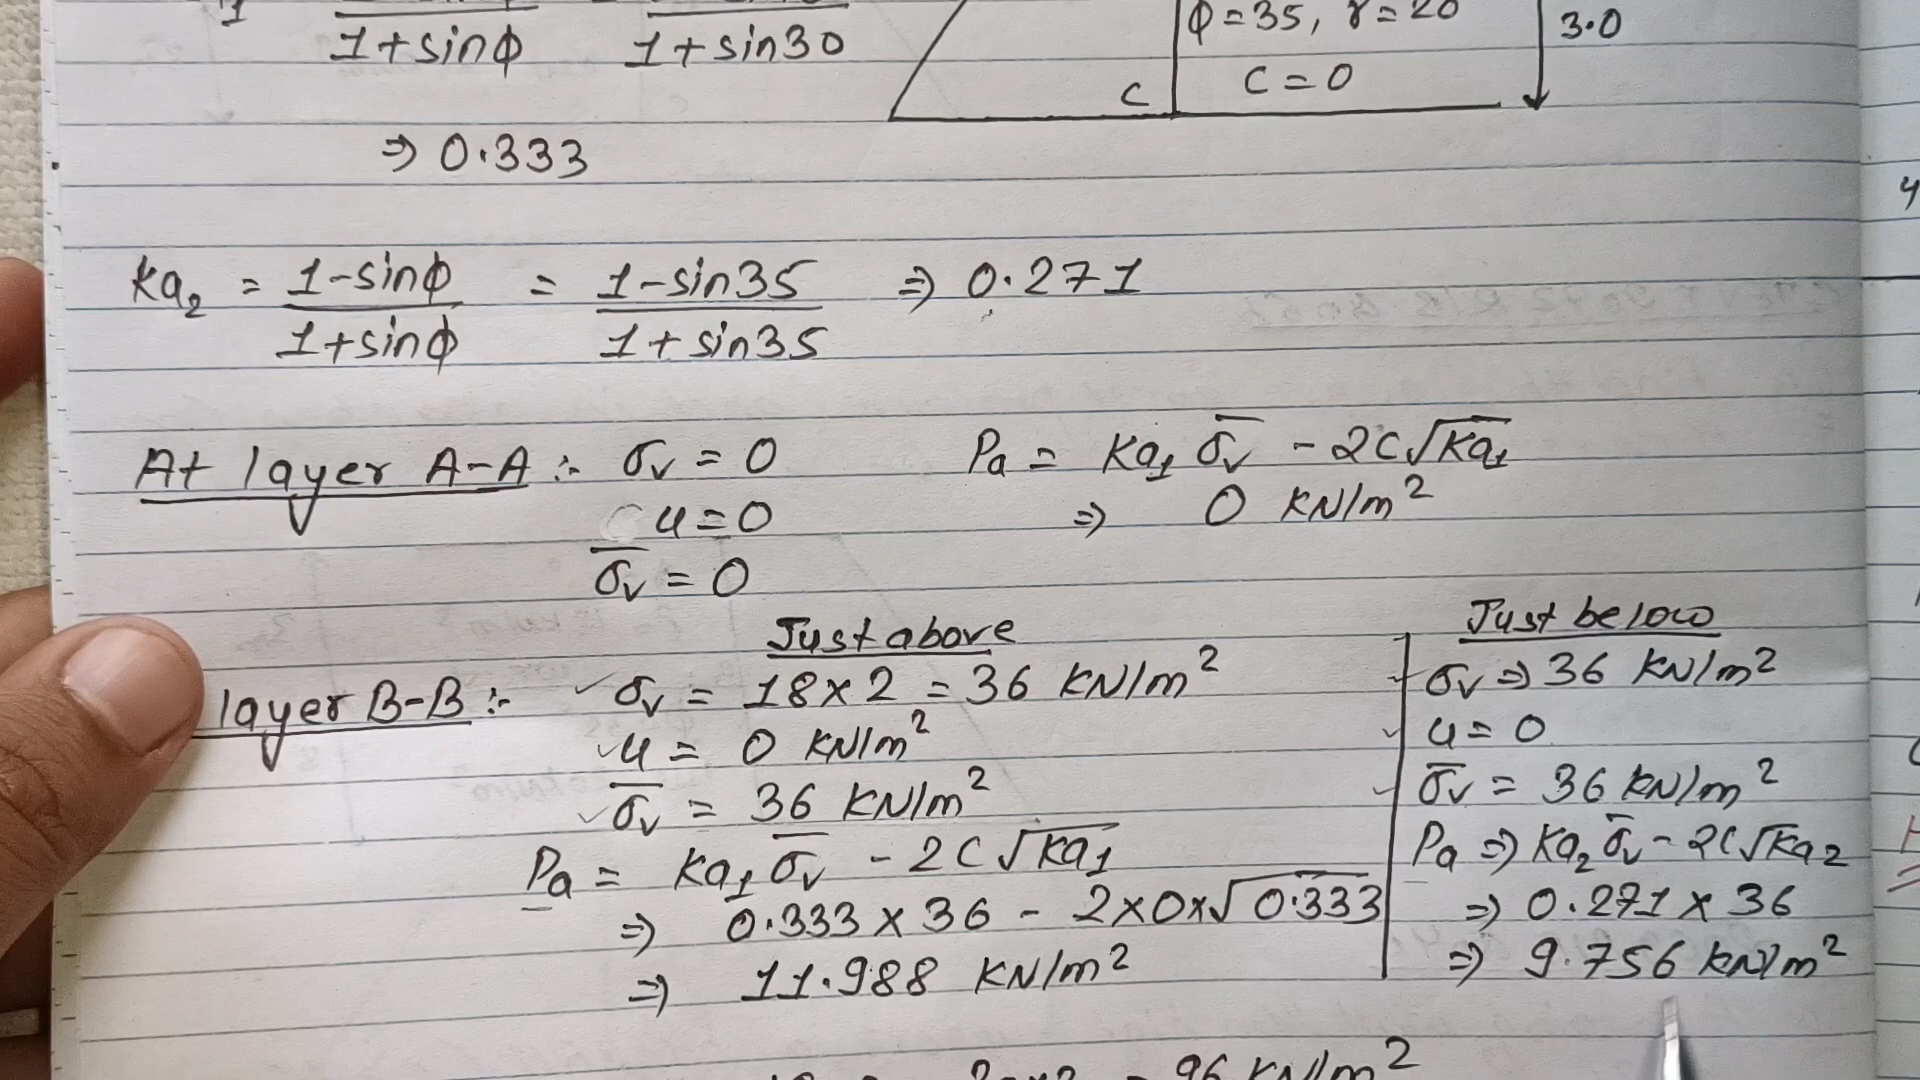 1+sinϕ 1+sin30
ϕ=35, γ=20
3.0
C=0
C
⇒ 0.333
ka₂ = 1-sinϕ / 1+sinϕ = 1-sin35 / 1+sin35 ⇒ 0.271
At layer A-A :- σv = 0 Pa = Ka₁ σ̅v - 2C√Ka₁
u=0 ⇒ 0 KN/m²
σ̅v = 0
Just above
layer B-B :- σv = 18×2 = 36 KN/m²
u = 0 KN/m²
σ̅v = 36 KN/m²
Pa = Ka₁ σ̅v - 2C√Ka₁
⇒ 0.333 × 36 - 2×0×√0.333
⇒ 11.988 KN/m²
Just below
σv ⇒ 36 KN/m²
u = 0
σ̅v = 36 KN/m²
Pa ⇒ Ka₂ σ̅v - 2C√Ka₂
⇒ 0.271 × 36
⇒ 9.756 KN/m²
= 96 KN/m²